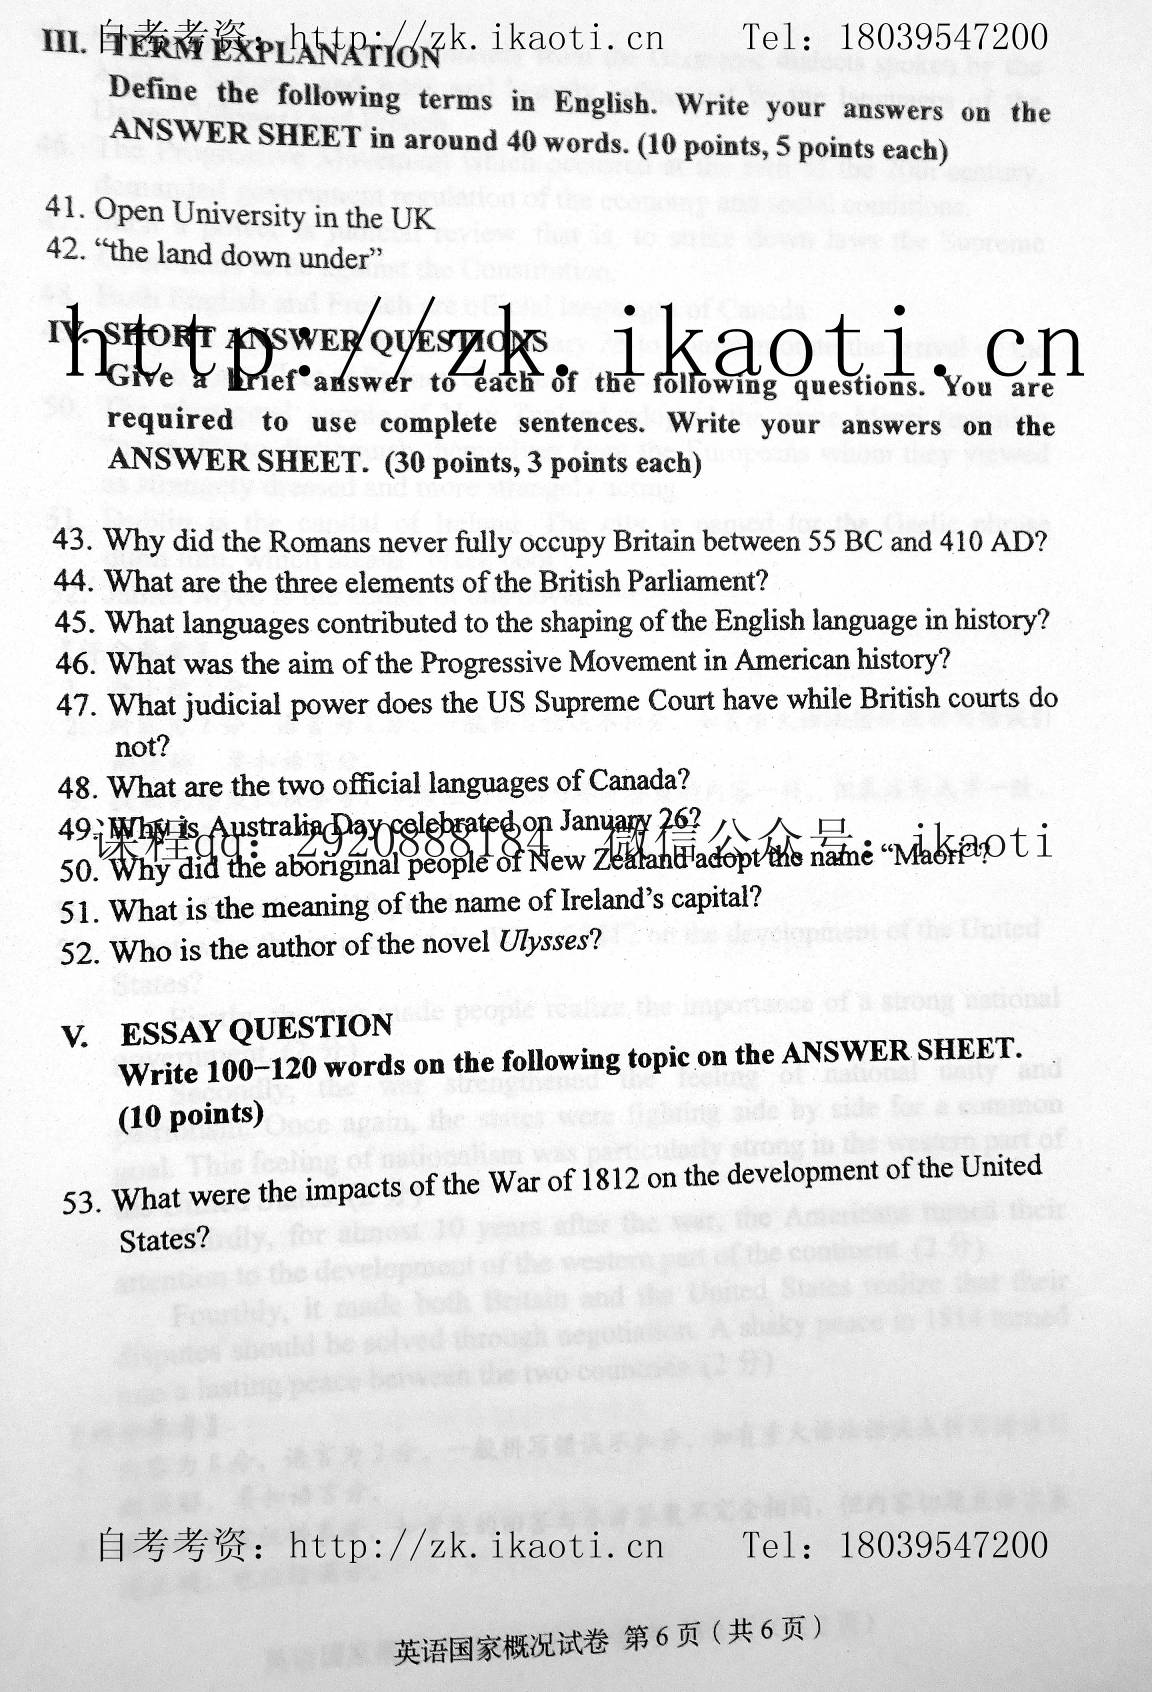 自考考资: http://zk.ikaoti.cn Tel: 18039547200
III. TERM EXPLANATION
Define the following terms in English. Write your answers on the
ANSWER SHEET in around 40 words. (10 points, 5 points each)
41. Open University in the UK
42. “the land down under”
http://zk.ikaoti.cn
IV. SHORT ANSWER QUESTIONS
Give a brief answer to each of the following questions. You are
required to use complete sentences. Write your answers on the
ANSWER SHEET. (30 points, 3 points each)
43. Why did the Romans never fully occupy Britain between 55 BC and 410 AD?
44. What are the three elements of the British Parliament?
45. What languages contributed to the shaping of the English language in history?
46. What was the aim of the Progressive Movement in American history?
47. What judicial power does the US Supreme Court have while British courts do
not?
48. What are the two official languages of Canada?
49. Why is Australia Day celebrated on January 26?
课程qq: 2920888184 微信公众号: ikaoti
50. Why did the aboriginal people of New Zealand adopt the name “Maori”?
51. What is the meaning of the name of Ireland’s capital?
52. Who is the author of the novel Ulysses?
V. ESSAY QUESTION
Write 100-120 words on the following topic on the ANSWER SHEET.
(10 points)
53. What were the impacts of the War of 1812 on the development of the United
States?
自考考资: http://zk.ikaoti.cn Tel: 18039547200
英语国家概况试卷 第6页(共6页)